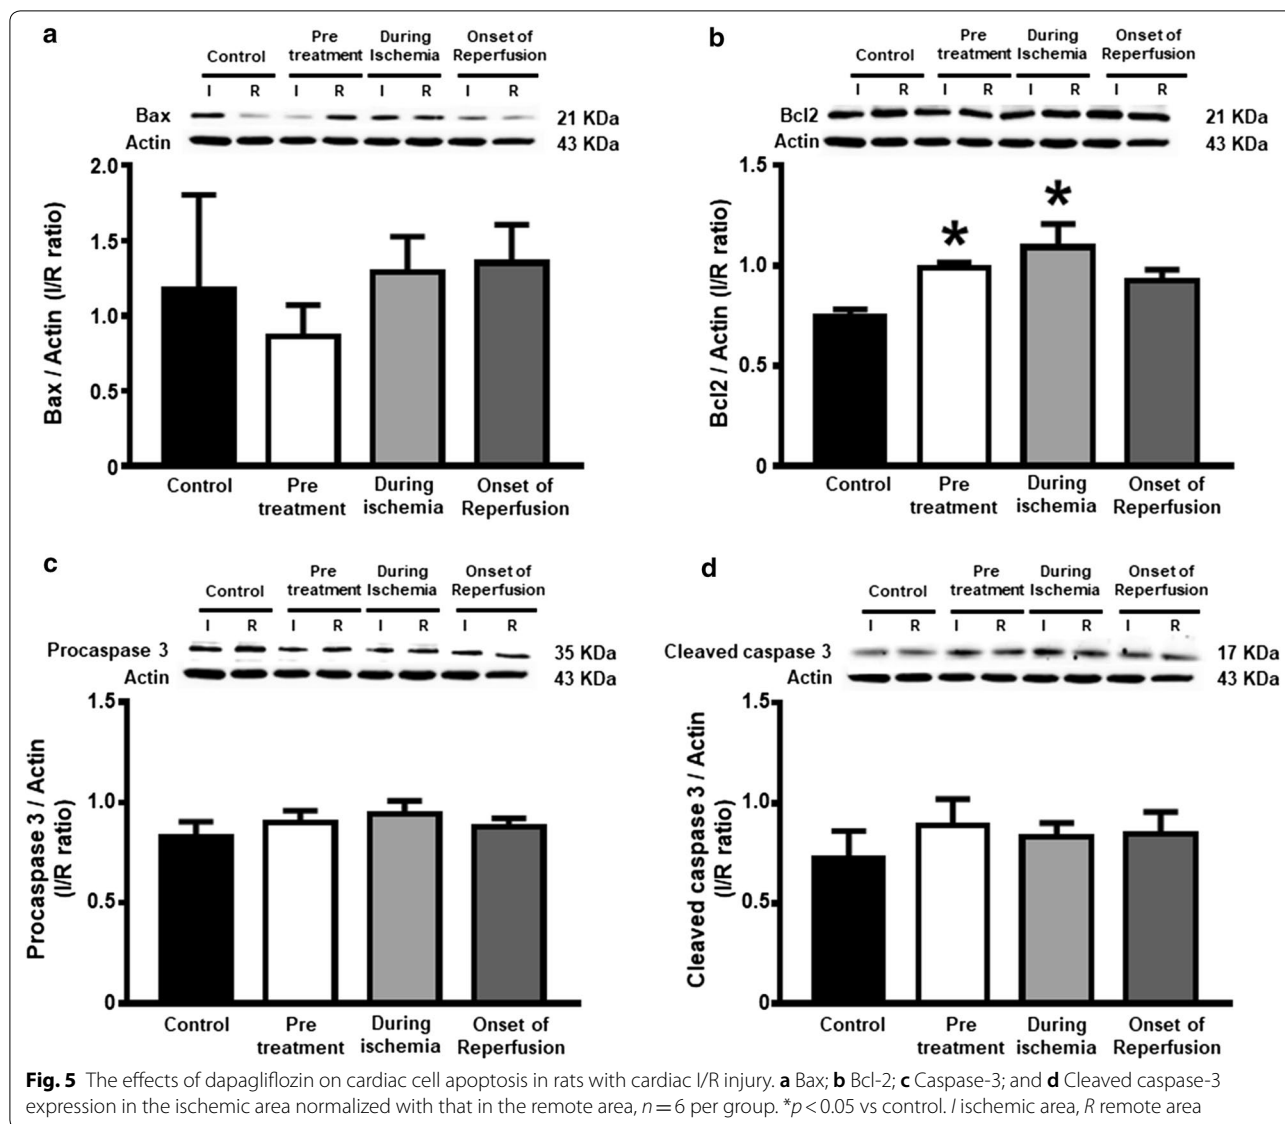 a
Pre
During
Onset of
Control
treatment
Ischemia
Reperfusion
I R I R I R I R
Bax
21 KDa
Actin
43 KDa
Bax / Actin (I/R ratio)
2.0
1.5
1.0
0.5
0
Control
Pre
treatment
During
ischemia
Onset of
Reperfusion
b
Pre
During
Onset of
Control
treatment
Ischemia
Reperfusion
I R I R I R I R
Bcl2
21 KDa
Actin
43 KDa
Bcl2 / Actin (I/R ratio)
1.5
1.0
0.5
0
*
*
Control
Pre
treatment
During
ischemia
Onset of
Reperfusion
c
Pre
During
Onset of
Control
treatment
Ischemia
Reperfusion
I R I R I R I R
Procaspase 3
35 KDa
Actin
43 KDa
Procaspase 3 / Actin
(I/R ratio)
1.5
1.0
0.5
0
Control
Pre
treatment
During
ischemia
Onset of
Reperfusion
d
Pre
During
Onset of
Control
treatment
Ischemia
Reperfusion
I R I R I R I R
Cleaved caspase 3
17 KDa
Actin
43 KDa
Cleaved caspase 3 / Actin
(I/R ratio)
1.5
1.0
0.5
0
Control
Pre
treatment
During
ischemia
Onset of
Reperfusion
Fig. 5 The effects of dapagliflozin on cardiac cell apoptosis in rats with cardiac I/R injury. a Bax; b Bcl-2; c Caspase-3; and d Cleaved caspase-3
expression in the ischemic area normalized with that in the remote area, n = 6 per group. *p < 0.05 vs control. I ischemic area, R remote area